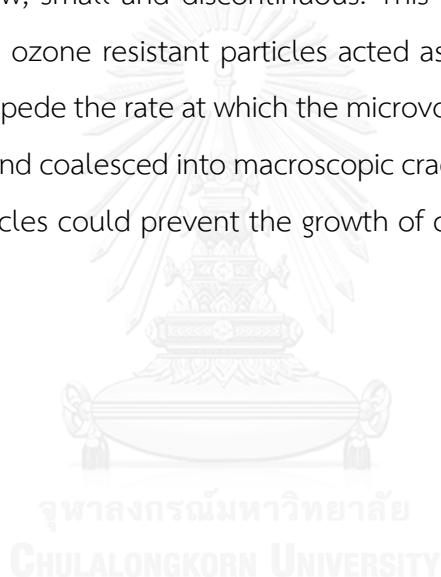 w, small and discontinuous. This
ozone resistant particles acted as
pede the rate at which the microvo
nd coalesced into macroscopic crac
cles could prevent the growth of c
จุฬาลงกรณ์มหาวิทยาลัย
CHULALONGKORN UNIVERSITY